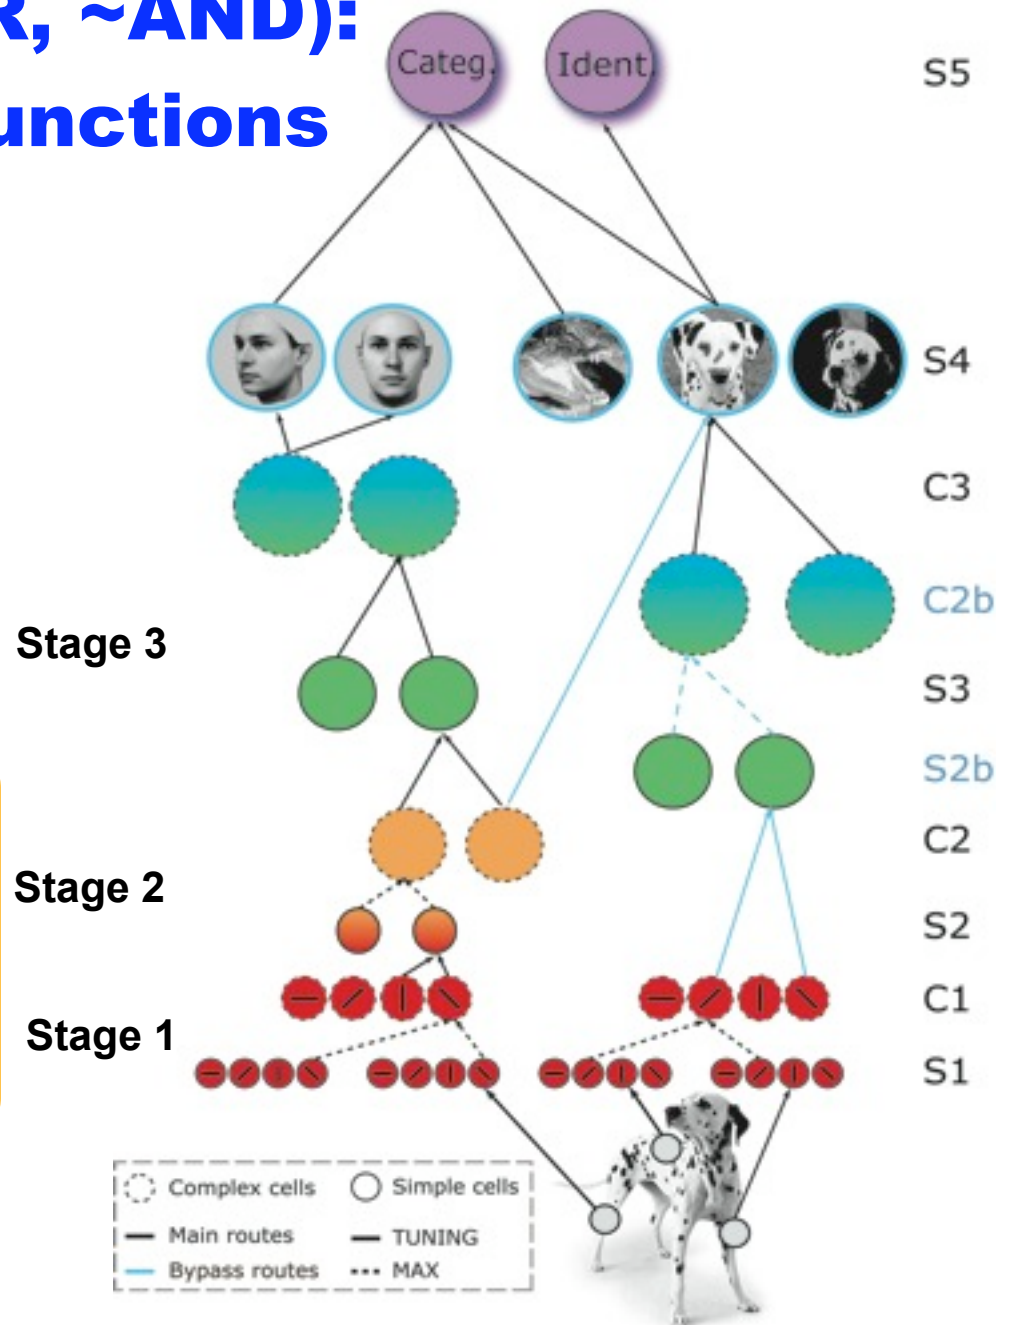 R, ~AND):
unctions
Categ.
Ident.
S5
S4
C3
C2b
Stage 3
S3
S2b
C2
Stage 2
S2
C1
Stage 1
S1
Complex cells
Simple cells
Main routes
TUNING
Bypass routes
MAX